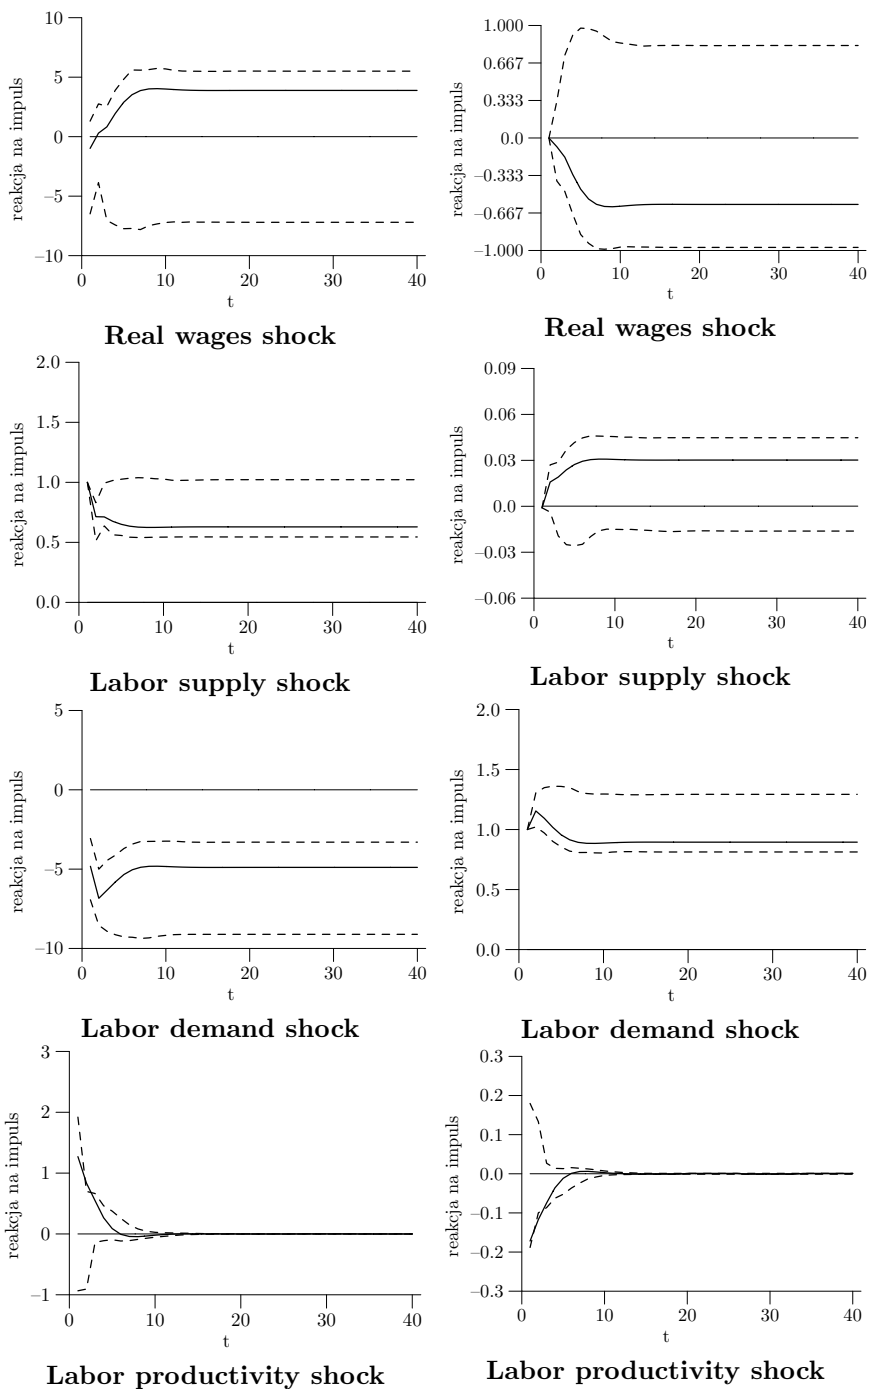 10
5
0
−5
−10
reakcja na impuls
0 10 20 30 40
t
Real wages shock
1.000
0.667
0.333
0.0
−0.333
−0.667
−1.000
reakcja na impuls
0 10 20 30 40
t
Real wages shock
2.0
1.5
1.0
0.5
0.0
reakcja na impuls
0 10 20 30 40
t
Labor supply shock
0.09
0.06
0.03
0.0
−0.03
−0.06
reakcja na impuls
0 10 20 30 40
t
Labor supply shock
5
0
−5
−10
reakcja na impuls
0 10 20 30 40
t
Labor demand shock
2.0
1.5
1.0
0.5
0.0
reakcja na impuls
0 10 20 30 40
t
Labor demand shock
3
2
1
0
−1
reakcja na impuls
0 10 20 30 40
t
Labor productivity shock
0.3
0.2
0.1
0.0
−0.1
−0.2
−0.3
reakcja na impuls
0 10 20 30 40
t
Labor productivity shock